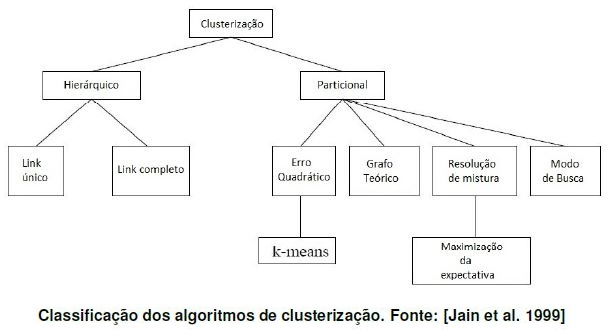 Clusterização
Hierárquico
Particional
Link
único
Link completo
Erro
Quadrático
Grafo
Teórico
Resolução
de mistura
Modo
de Busca
k-means
Maximização
da
expectativa
Classificação dos algoritmos de clusterização. Fonte: [Jain et al. 1999]